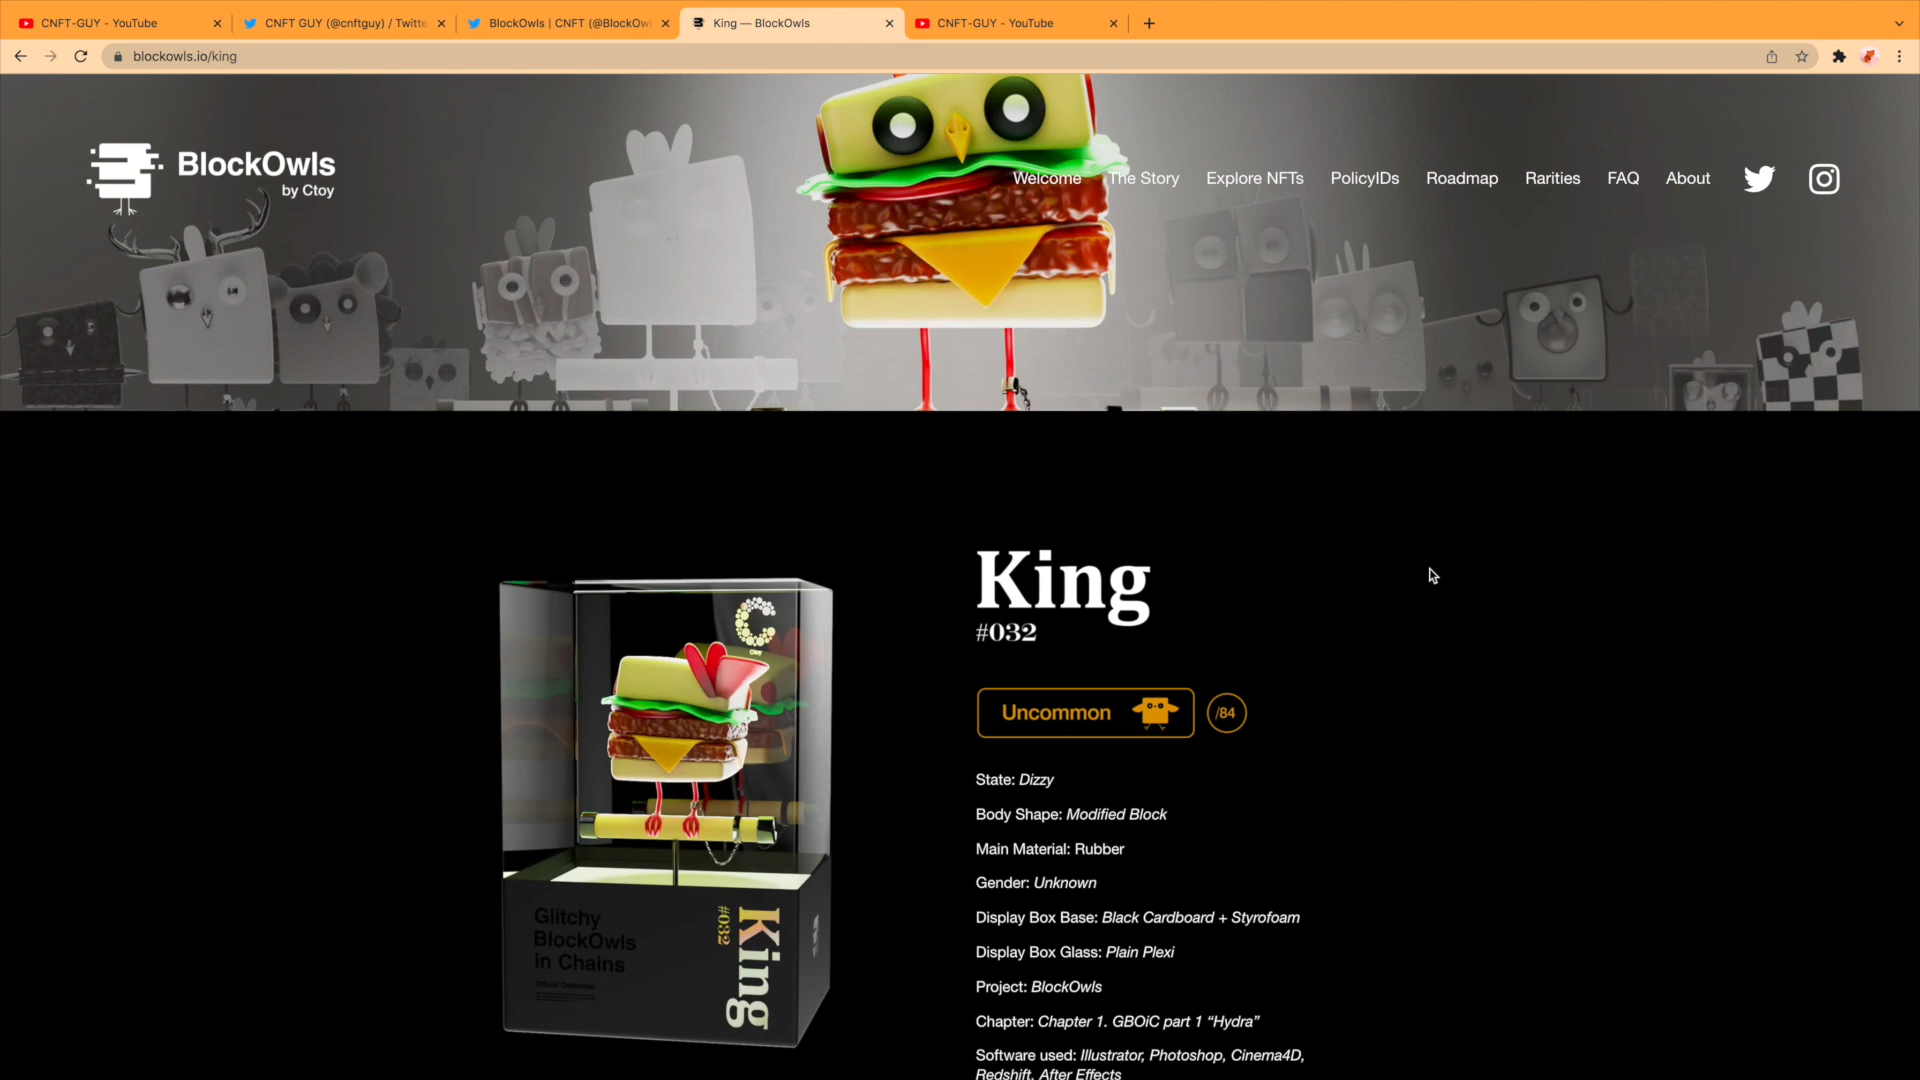 CNFT-GUY - YouTube
CNFT GUY (@cnftguy) / Twitte
BlockOwls | CNFT (@BlockOwl
King — BlockOwls
CNFT-GUY - YouTube
blockowls.io/king
BlockOwls
by Ctoy
Welcome
The Story
Explore NFTs
PolicyIDs
Roadmap
Rarities
FAQ
About
King
#032
Uncommon
/84
State: Dizzy
Body Shape: Modified Block
Main Material: Rubber
Gender: Unknown
Display Box Base: Black Cardboard + Styrofoam
Display Box Glass: Plain Plexi
Project: BlockOwls
Chapter: Chapter 1. GBOiC part 1 “Hydra”
Software used: Illustrator, Photoshop, Cinema4D,
Redshift, After Effects
Ctoy
Glitchy
BlockOwls
in Chains
Official Collection
King
#032